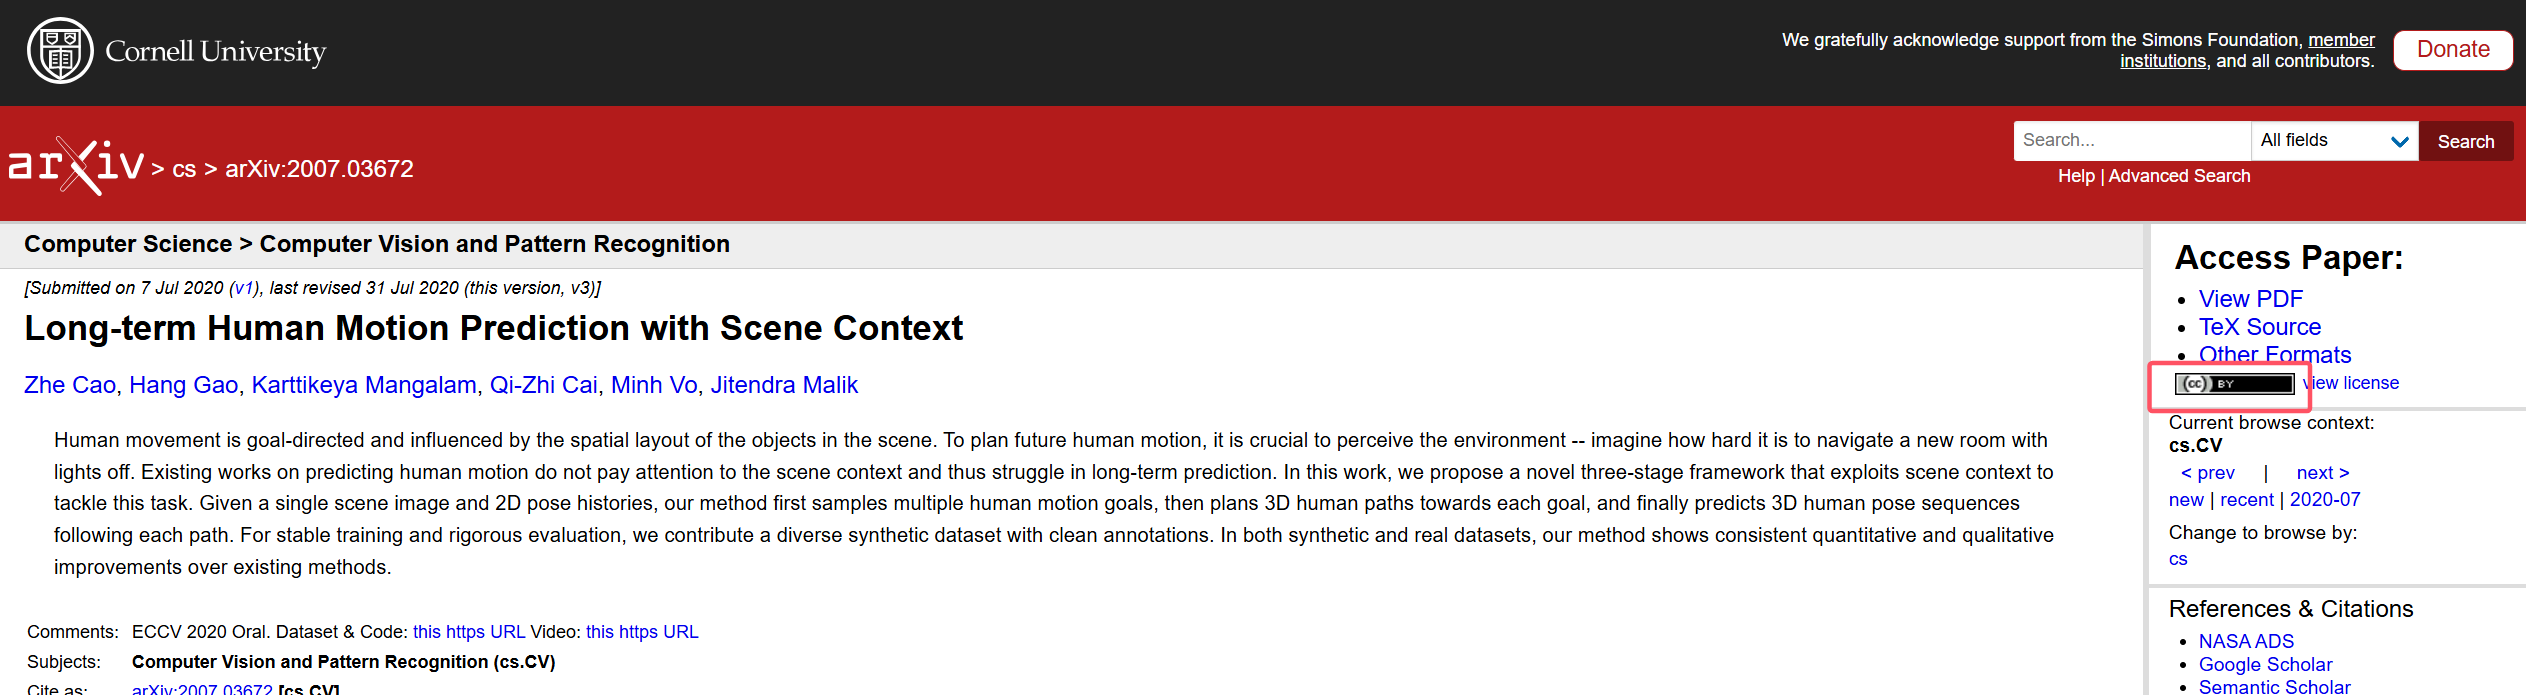 Cornell University
We gratefully acknowledge support from the Simons Foundation, member
institutions, and all contributors.
Donate
arXiv > cs > arXiv:2007.03672
Search...
All fields
Search
Help | Advanced Search
Computer Science > Computer Vision and Pattern Recognition
[Submitted on 7 Jul 2020 (v1), last revised 31 Jul 2020 (this version, v3)]
Long-term Human Motion Prediction with Scene Context
Zhe Cao, Hang Gao, Karttikeya Mangalam, Qi-Zhi Cai, Minh Vo, Jitendra Malik
Human movement is goal-directed and influenced by the spatial layout of the objects in the scene. To plan future human motion, it is crucial to perceive the environment -- imagine how hard it is to navigate a new room with
lights off. Existing works on predicting human motion do not pay attention to the scene context and thus struggle in long-term prediction. In this work, we propose a novel three-stage framework that exploits scene context to
tackle this task. Given a single scene image and 2D pose histories, our method first samples multiple human motion goals, then plans 3D human paths towards each goal, and finally predicts 3D human pose sequences
following each path. For stable training and rigorous evaluation, we contribute a diverse synthetic dataset with clean annotations. In both synthetic and real datasets, our method shows consistent quantitative and qualitative
improvements over existing methods.
Comments: ECCV 2020 Oral. Dataset & Code: this https URL Video: this https URL
Subjects: Computer Vision and Pattern Recognition (cs.CV)
Cite as: arXiv:2007.03672 [cs.CV]
Access Paper:
View PDF
TeX Source
Other Formats
(cc) BY view license
Current browse context:
cs.CV
< prev | next >
new | recent | 2020-07
Change to browse by:
cs
References & Citations
NASA ADS
Google Scholar
Semantic Scholar